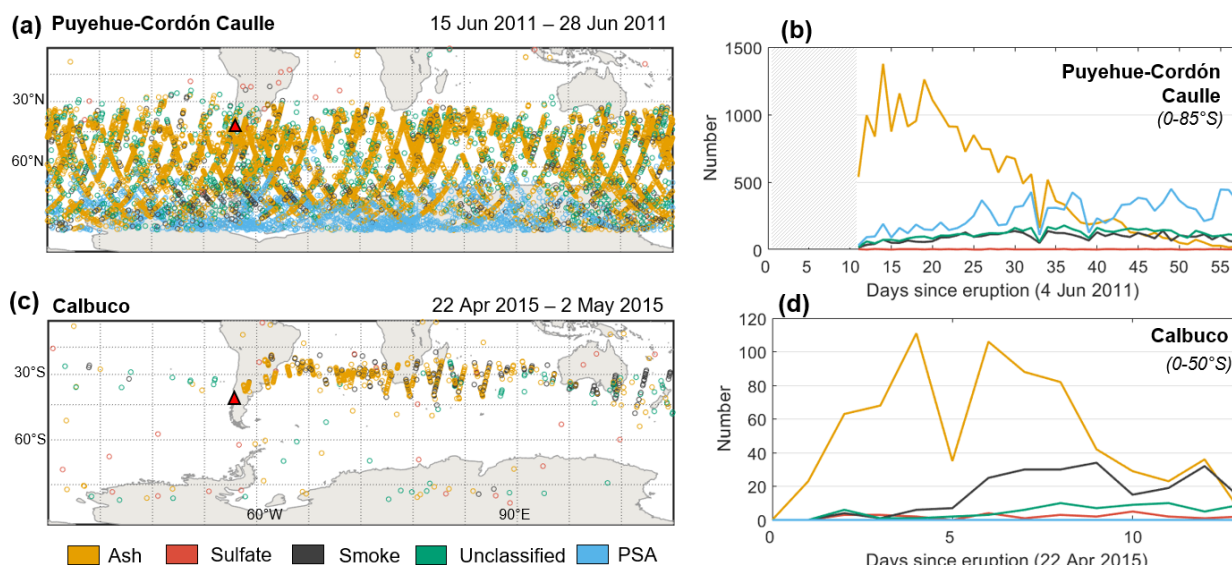 (a) Puyehue-Cordón Caulle 15 Jun 2011 – 28 Jun 2011
30°N
60°N
(b)
Puyehue-Cordón
Caulle
(0-85°S)
1500
1000
500
0
Number
0 5 10 15 20 25 30 35 40 45 50 55
Days since eruption (4 Jun 2011)
(c) Calbuco 22 Apr 2015 – 2 May 2015
30°S
60°S
60°W 90°E
(d)
Calbuco
(0-50°S)
120
100
80
60
40
20
0
Number
0 5 10
Days since eruption (22 Apr 2015)
Ash Sulfate Smoke Unclassified PSA